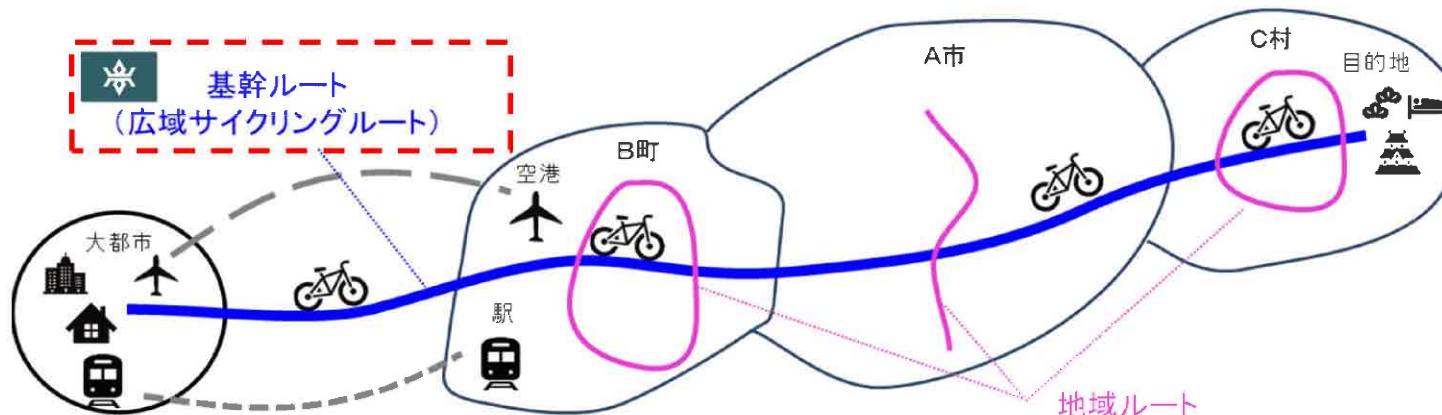 基幹ルート
（広域サイクリングルート）
A市
C村
目的地
B町
空港
大都市
駅
地域ルート